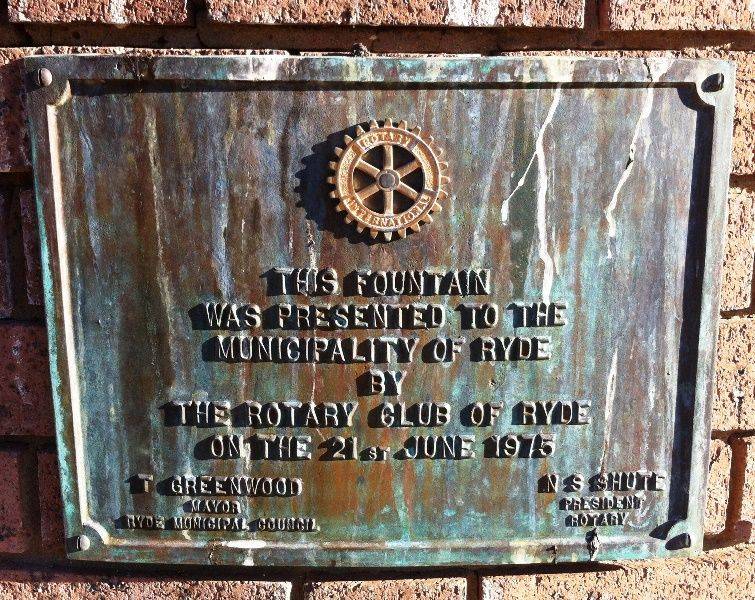 ROTARY
INTERNATIONAL
THIS FOUNTAIN
WAS PRESENTED TO THE
MUNICIPALITY OF RYDE
BY
THE ROTARY CLUB OF RYDE
ON THE 21ST JUNE 1975
T GREENWOOD
MAYOR
RYDE MUNICIPAL COUNCIL
N S SHUTE
PRESIDENT
ROTARY